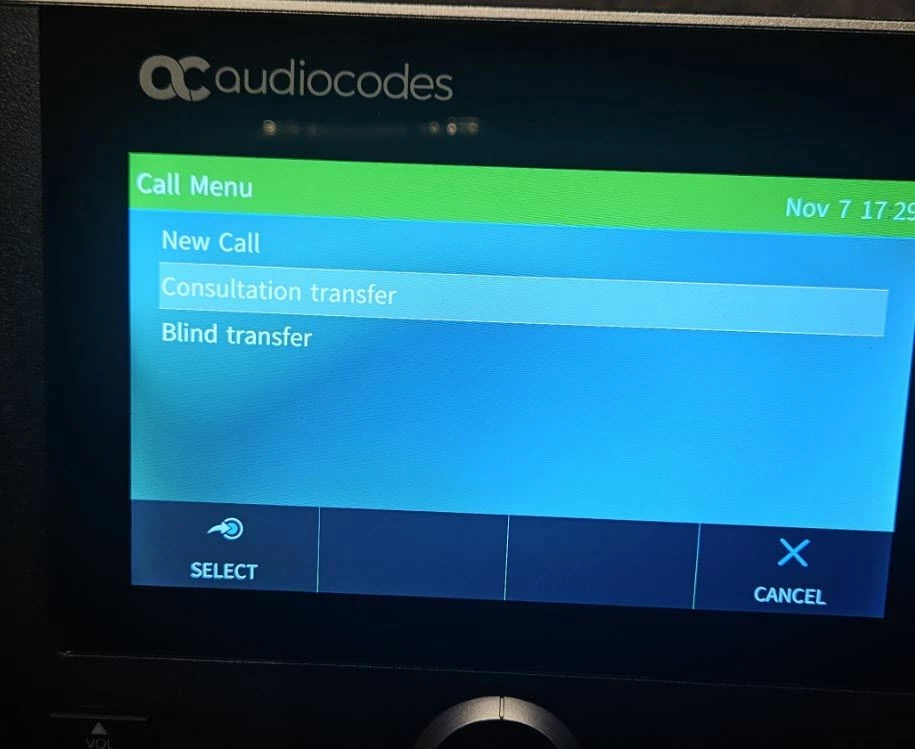 audiocodes
Call Menu
Nov 7 17:29
New Call
Consultation transfer
Blind transfer
SELECT
CANCEL
VOL